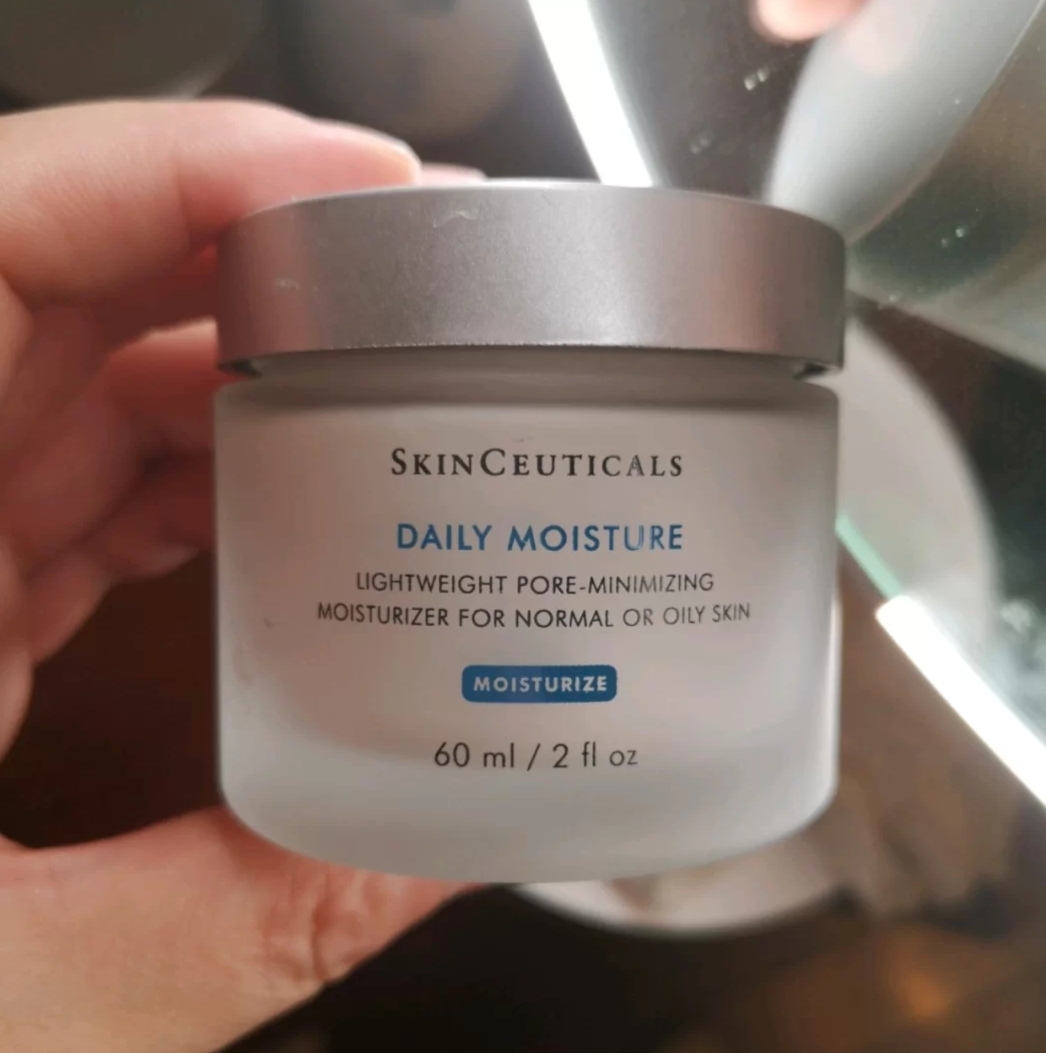 SKINCEUTICALS
DAILY MOISTURE
LIGHTWEIGHT PORE-MINIMIZING
MOISTURIZER FOR NORMAL OR OILY SKIN
MOISTURIZE
60 ml / 2 fl oz